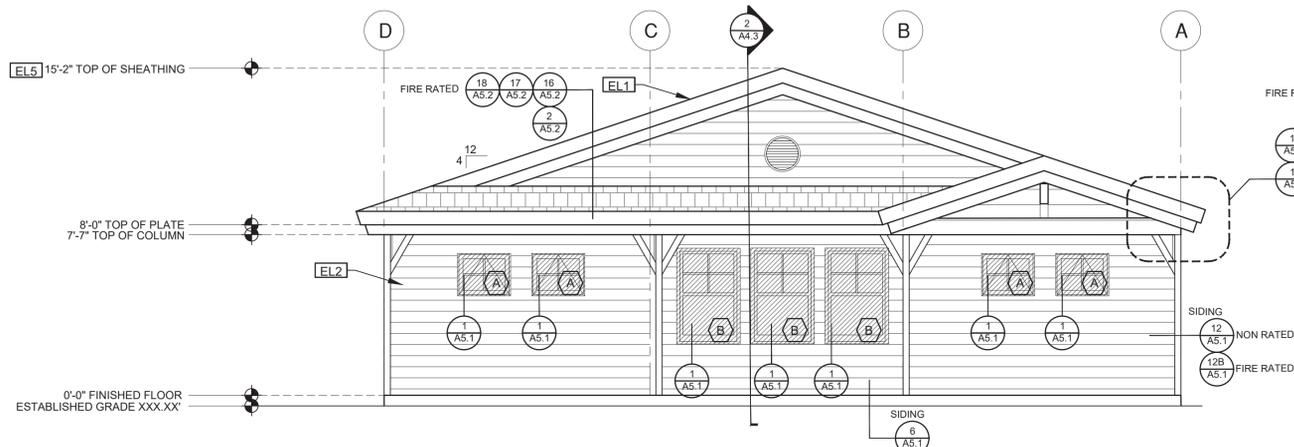 D
C
2
A4.3
B
A
EL5 15'-2" TOP OF SHEATHING
FIRE RATED
18
A5.2
17
A5.2
16
A5.2
2
A5.2
EL1
FIRE
12
4
8'-0" TOP OF PLATE
7'-7" TOP OF COLUMN
EL2
A
A
B
B
B
A
A
1
A5.1
1
A5.1
1
A5.1
1
A5.1
1
A5.1
1
A5.1
1
A5.1
SIDING
12
A5.1
NON RATED
12B
A5.1
FIRE RATED
0'-0" FINISHED FLOOR
ESTABLISHED GRADE XXX.XX'
SIDING
6
A5.1